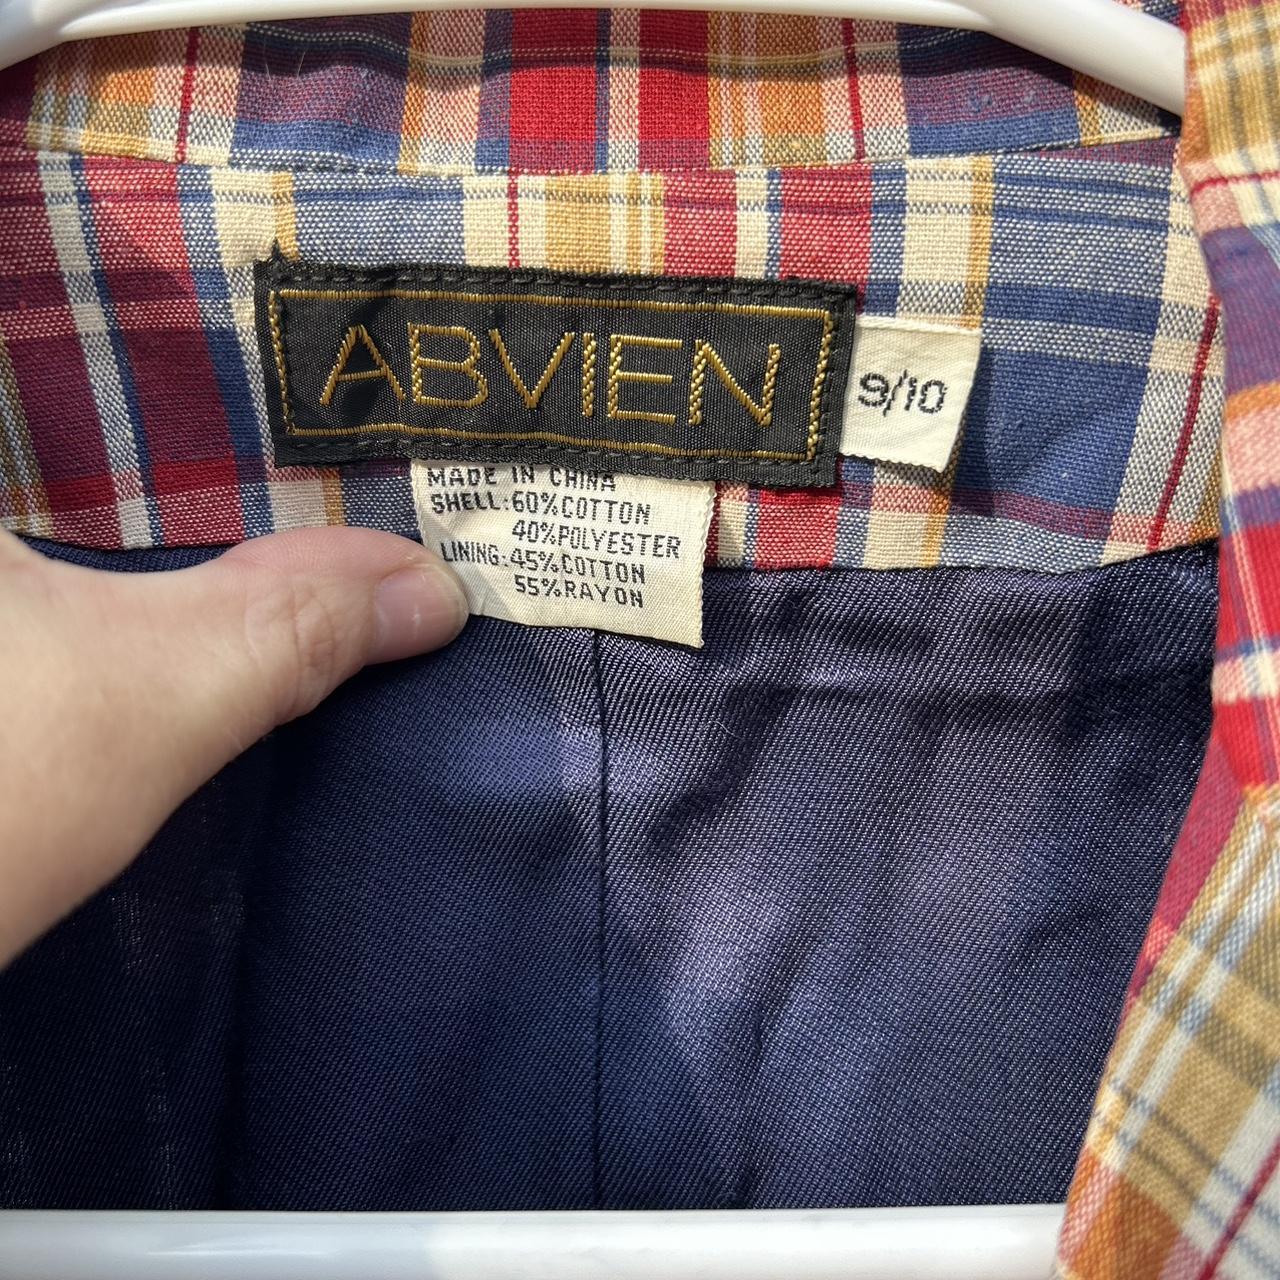 ABVIEN
9/10
MADE IN CHINA
SHELL:60%COTTON
40%POLYESTER
LINING:45%COTTON
55%RAYON